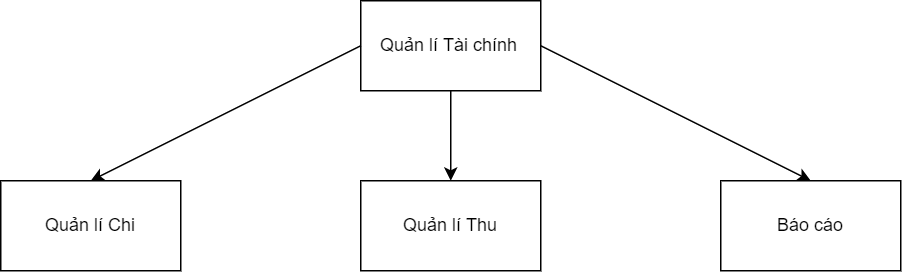 Quản lí Tài chính
Quản lí Chi
Quản lí Thu
Báo cáo